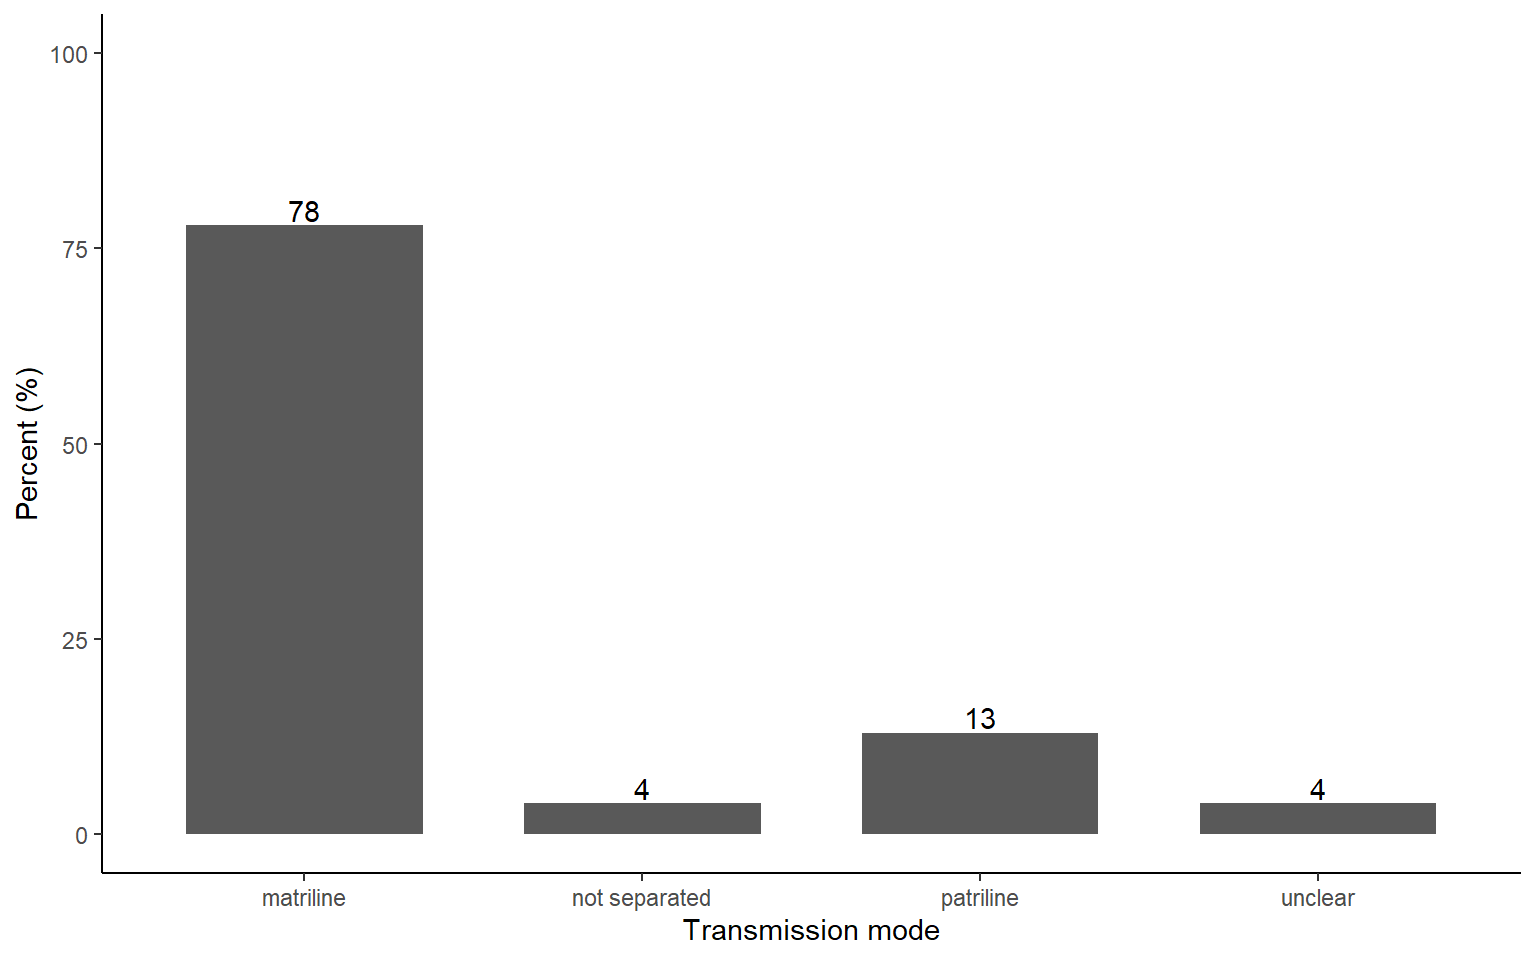 Percent (%)
100
75
50
25
0
78
4
13
4
matriline
not separated
patriline
unclear
Transmission mode